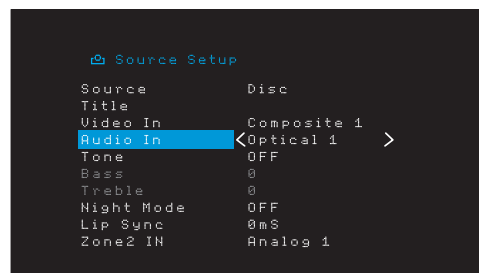 Source Setup
Source Disc
Title
Video In Composite 1
Audio In <Optical 1 >
Tone OFF
Bass 0
Treble 0
Night Mode OFF
Lip Sync 0mS
Zone2 IN Analog 1